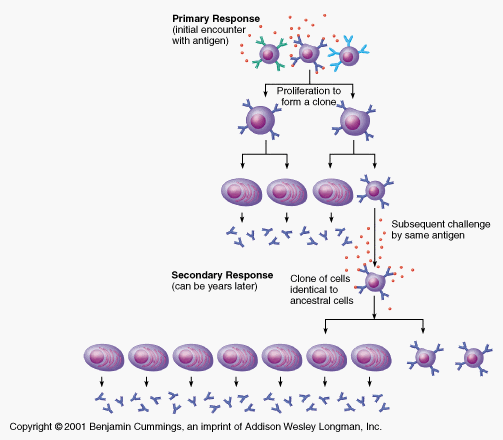 Primary Response
(initial encounter
with antigen)
Proliferation to
form a clone
Subsequent challenge
by same antigen
Secondary Response
(can be years later)
Clone of cells
identical to
ancestral cells
Copyright © 2001 Benjamin Cummings, an imprint of Addison Wesley Longman, Inc.